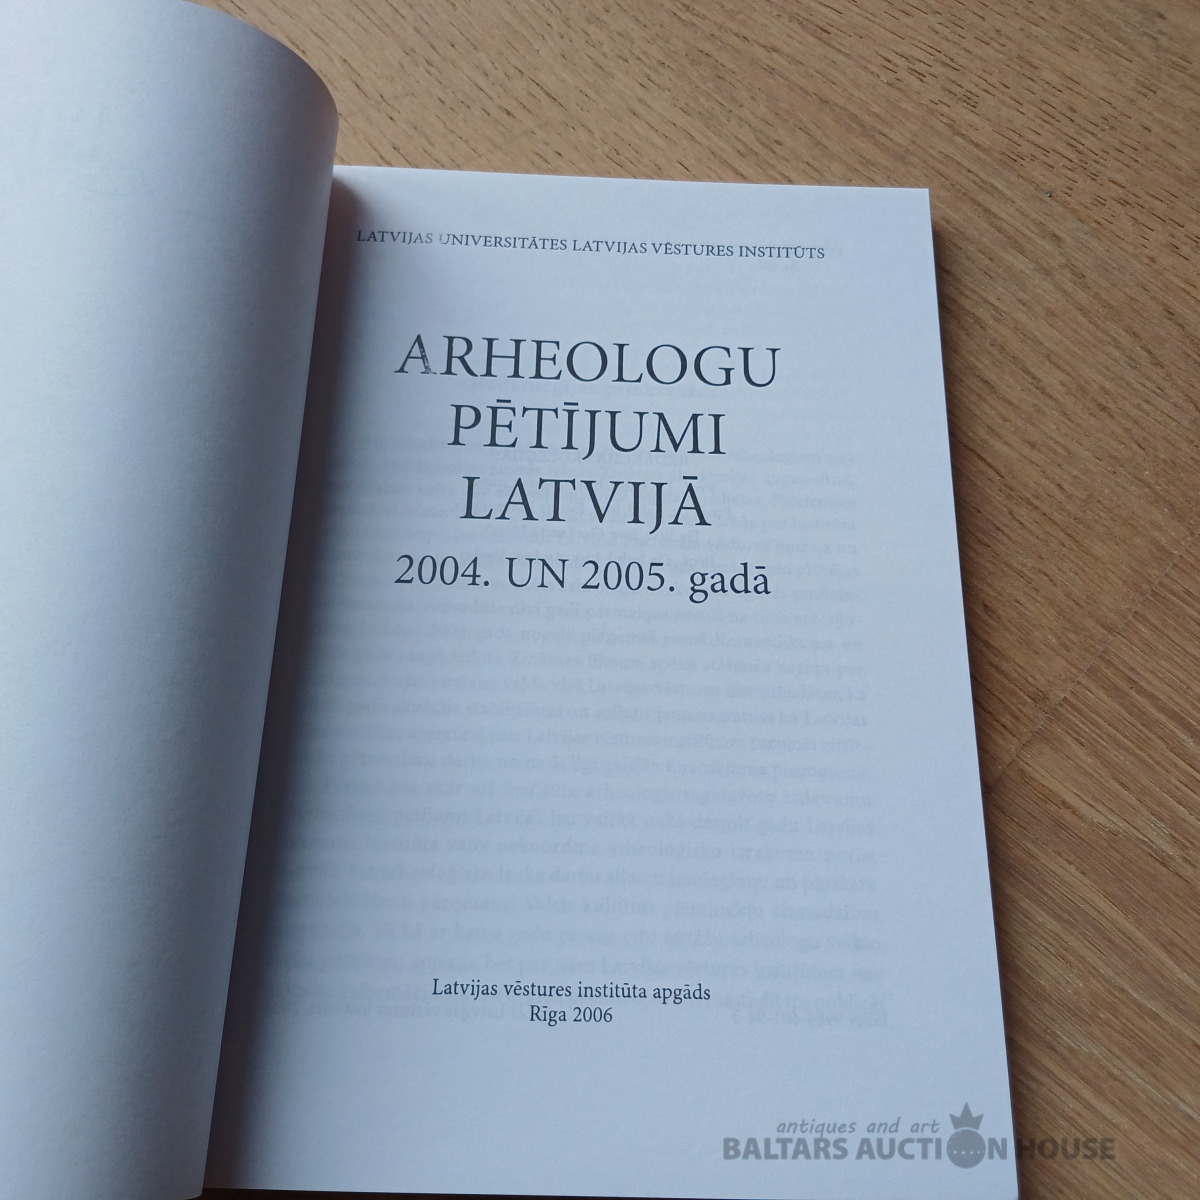 LATVIJAS UNIVERSITĀTES LATVIJAS VĒSTURES INSTITŪTS
ARHEOLOGU
PĒTĪJUMI
LATVIJĀ
2004. UN 2005. gadā
Latvijas vēstures institūta apgāds
Rīga 2006
antiques and art
BALTARS AUCTION HOUSE